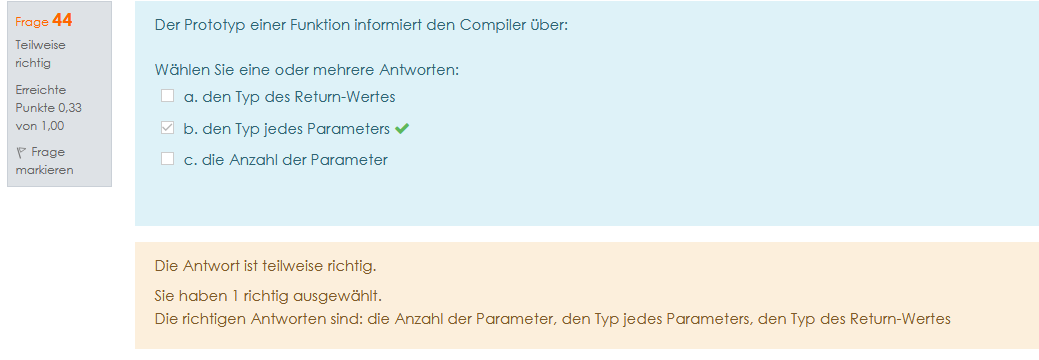 Frage 44
Teilweise
richtig
Erreichte
Punkte 0,33
von 1,00
Frage
markieren
Der Prototyp einer Funktion informiert den Compiler über:
Wählen Sie eine oder mehrere Antworten:
a. den Typ des Return-Wertes
b. den Typ jedes Parameters
c. die Anzahl der Parameter
Die Antwort ist teilweise richtig.
Sie haben 1 richtig ausgewählt.
Die richtigen Antworten sind: die Anzahl der Parameter, den Typ jedes Parameters, den Typ des Return-Wertes